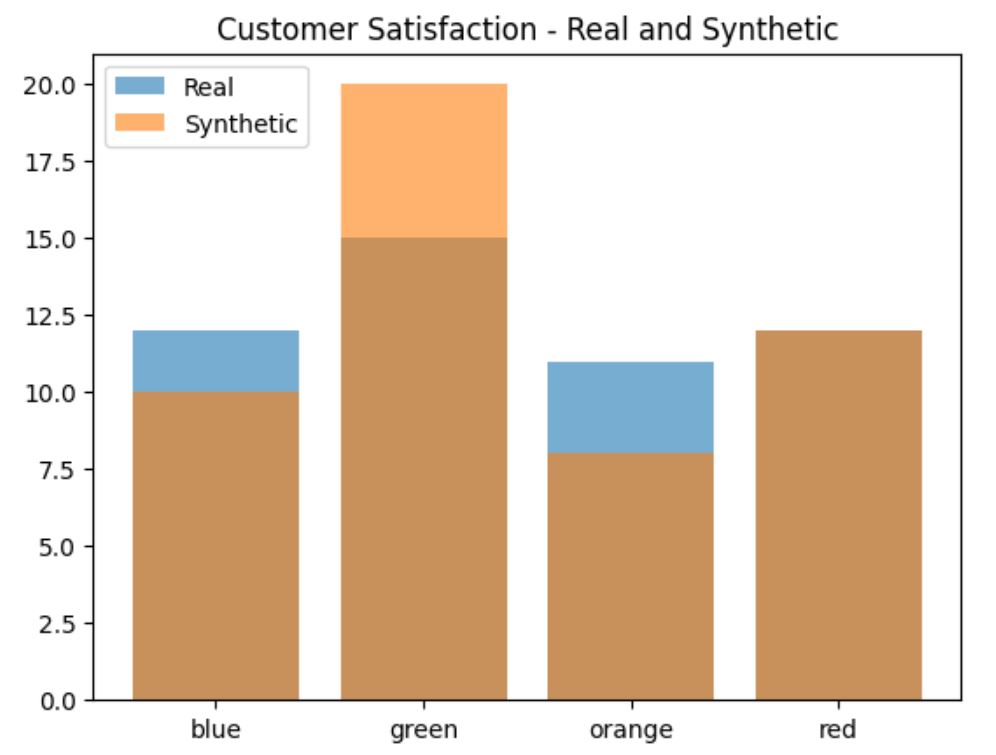 Customer Satisfaction - Real and Synthetic
Real
Synthetic
20.0
17.5
15.0
12.5
10.0
7.5
5.0
2.5
0.0
blue green orange red